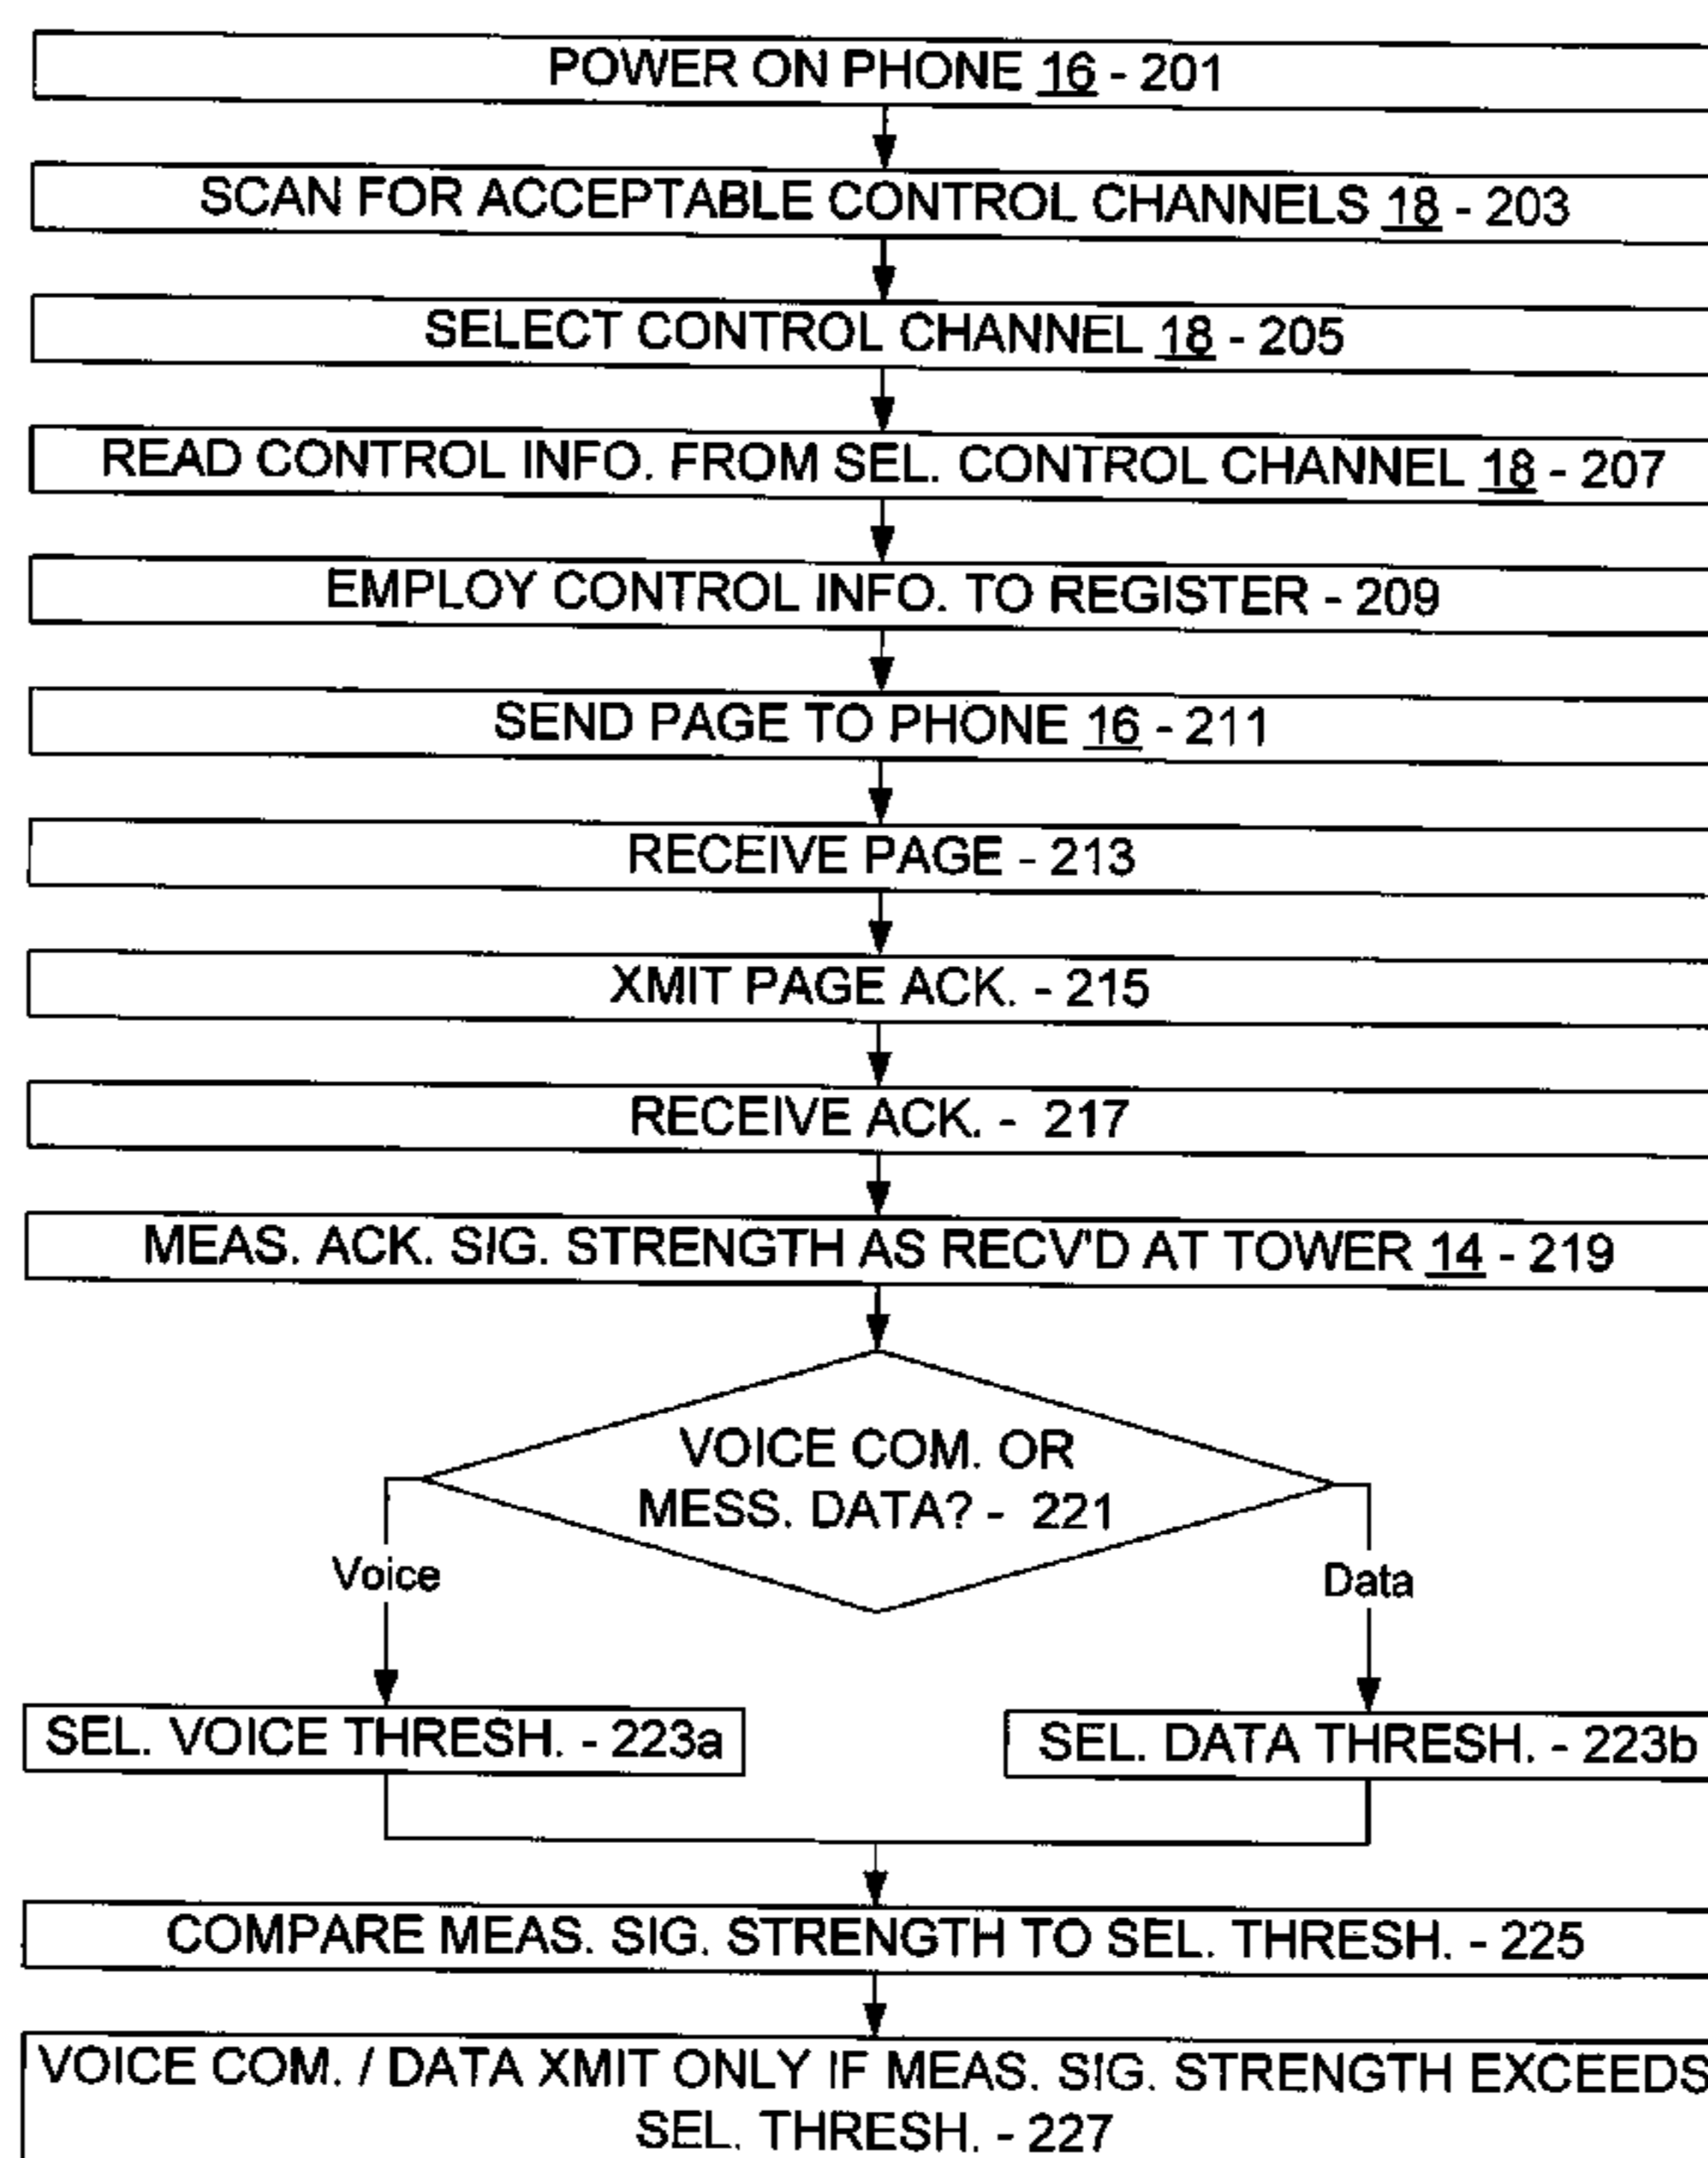 POWER ON PHONE 16 - 201
SCAN FOR ACCEPTABLE CONTROL CHANNELS 18 - 203
SELECT CONTROL CHANNEL 18 - 205
READ CONTROL INFO. FROM SEL. CONTROL CHANNEL 18 - 207
EMPLOY CONTROL INFO. TO REGISTER - 209
SEND PAGE TO PHONE 16 - 211
RECEIVE PAGE - 213
XMIT PAGE ACK. - 215
RECEIVE ACK. - 217
MEAS. ACK. SIG. STRENGTH AS RECV'D AT TOWER 14 - 219
VOICE COM. OR
MESS. DATA? - 221
Voice
Data
SEL. VOICE THRESH. - 223a
SEL. DATA THRESH. - 223b
COMPARE MEAS. SIG. STRENGTH TO SEL. THRESH. - 225
VOICE COM. / DATA XMIT ONLY IF MEAS. SIG. STRENGTH EXCEEDS
SEL. THRESH. - 227